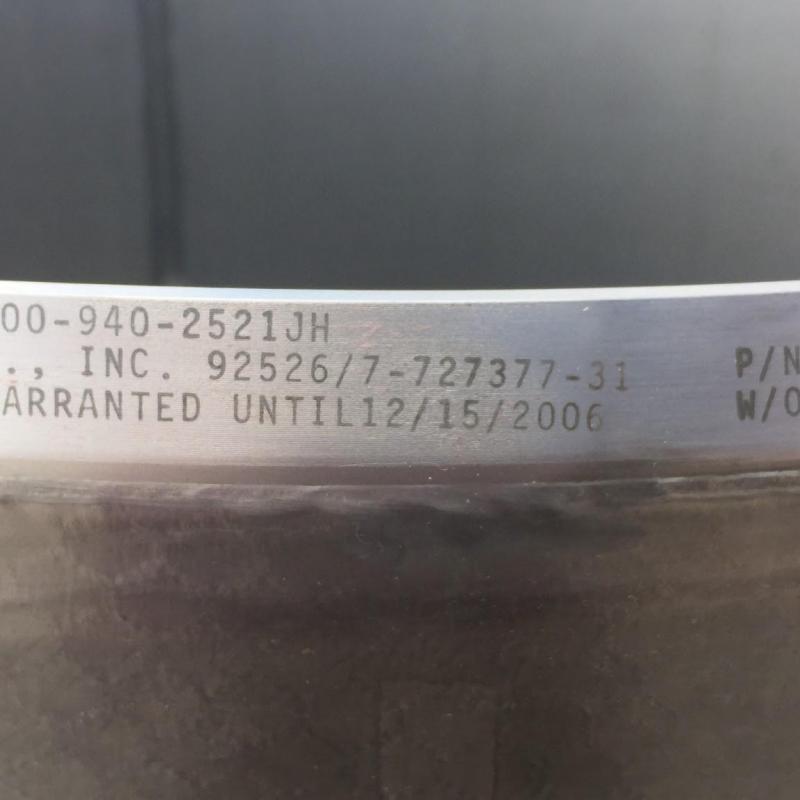 00-940-2521JH
., INC. 92526/7-727377-31 P/N
ARRANTED UNTIL12/15/2006 W/O